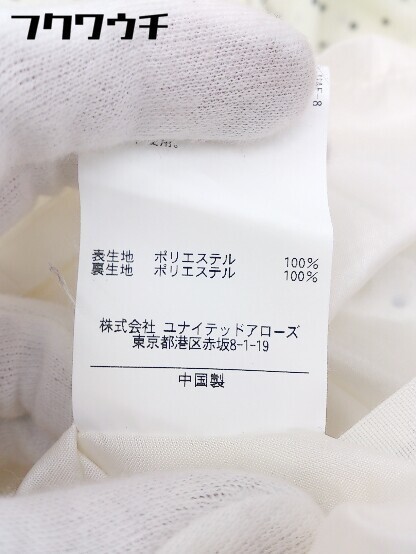 フクワウチ
使用。
表生地 ポリエステル 100%
裏生地 ポリエステル 100%
株式会社 ユナイテッドアローズ
東京都港区赤坂8-1-19
中国製